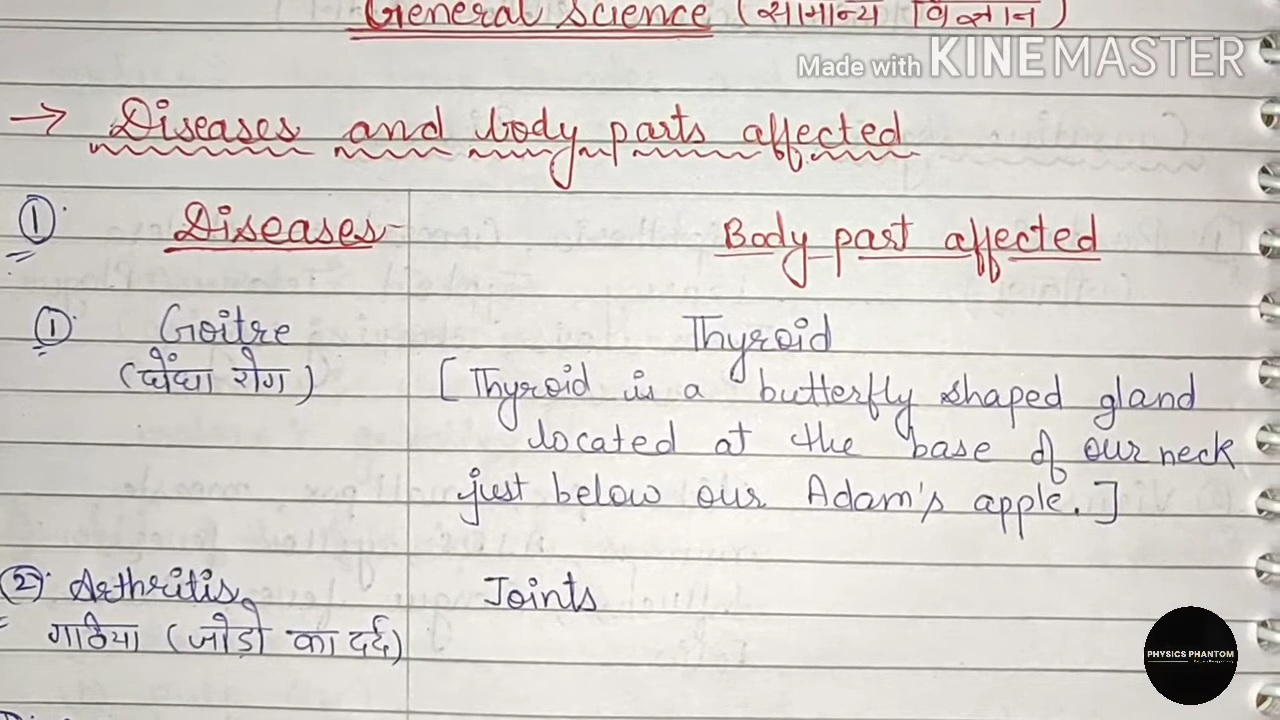 General Science (सामान्य विज्ञान)
Made with KINEMASTER
→ Diseases and body parts affected
① Diseases- Body part affected
① Goitre Thyroid
(घेंघा रोग) [Thyroid is a butterfly shaped gland
located at the base of our neck
just below our Adam's apple.]
② Arthritis Joints
गाठिया (जोडो का दर्द)
PHYSICS PHANTOM